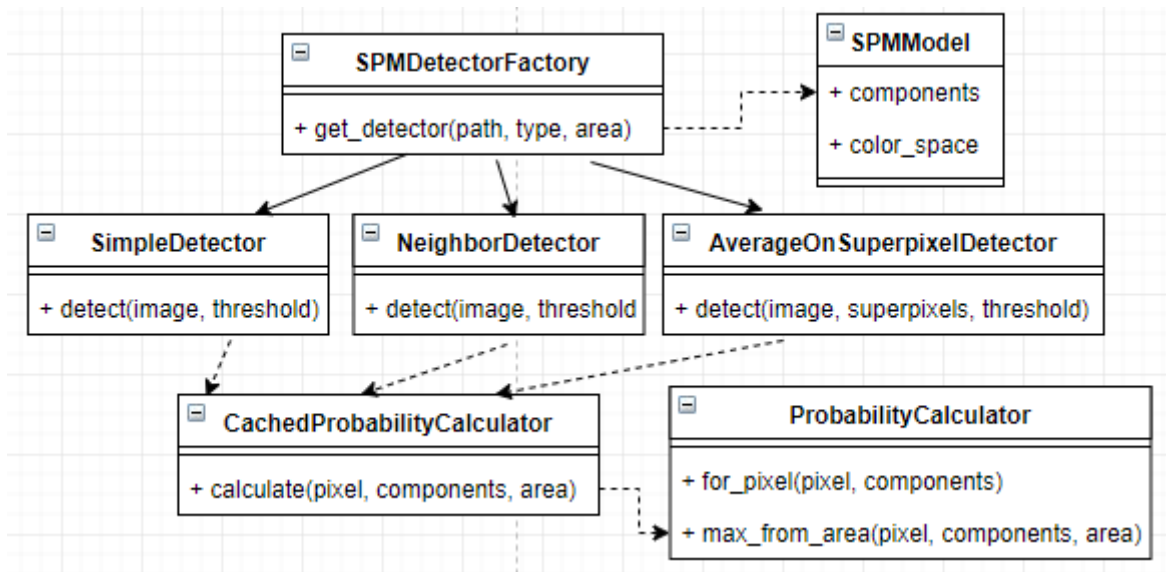 SPMDetectorFactory
+ get_detector(path, type, area)
SPMModel
+ components
+ color_space
SimpleDetector
+ detect(image, threshold)
NeighborDetector
+ detect(image, threshold
AverageOnSuperpixelDetector
+ detect(image, superpixels, threshold)
CachedProbabilityCalculator
+ calculate(pixel, components, area)
ProbabilityCalculator
+ for_pixel(pixel, components)
+ max_from_area(pixel, components, area)